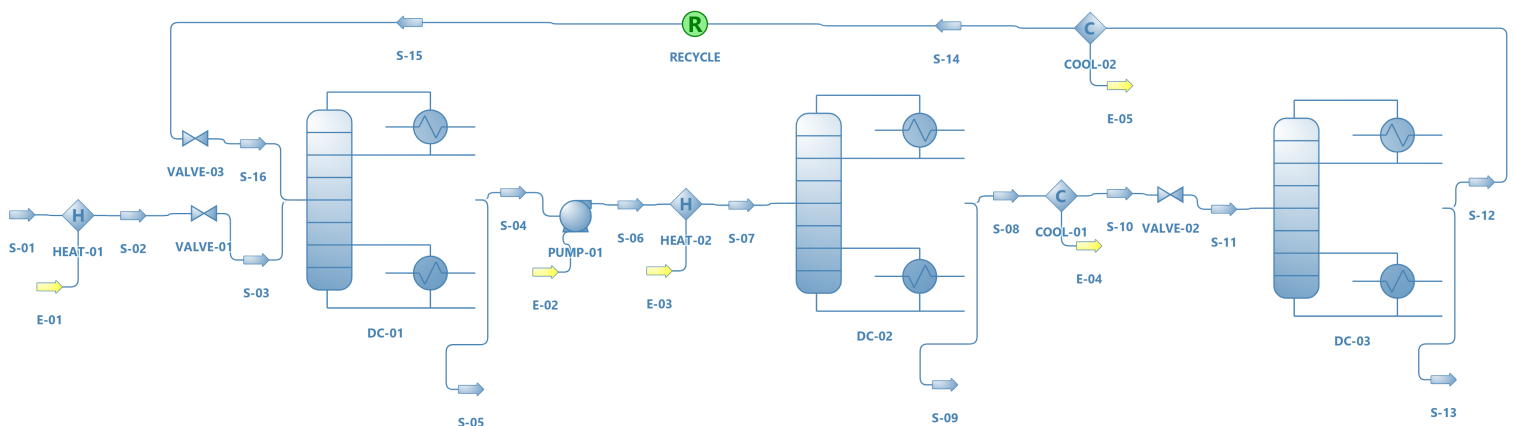 R
S-15
RECYCLE
S-14
C
COOL-02
E-05
VALVE-03
S-16
H
S-01
HEAT-01
S-02
VALVE-01
S-03
E-01
DC-01
S-04
S-05
PUMP-01
E-02
S-06
H
HEAT-02
S-07
E-03
DC-02
S-08
S-09
C
COOL-01
E-04
S-10
VALVE-02
S-11
DC-03
S-12
S-13